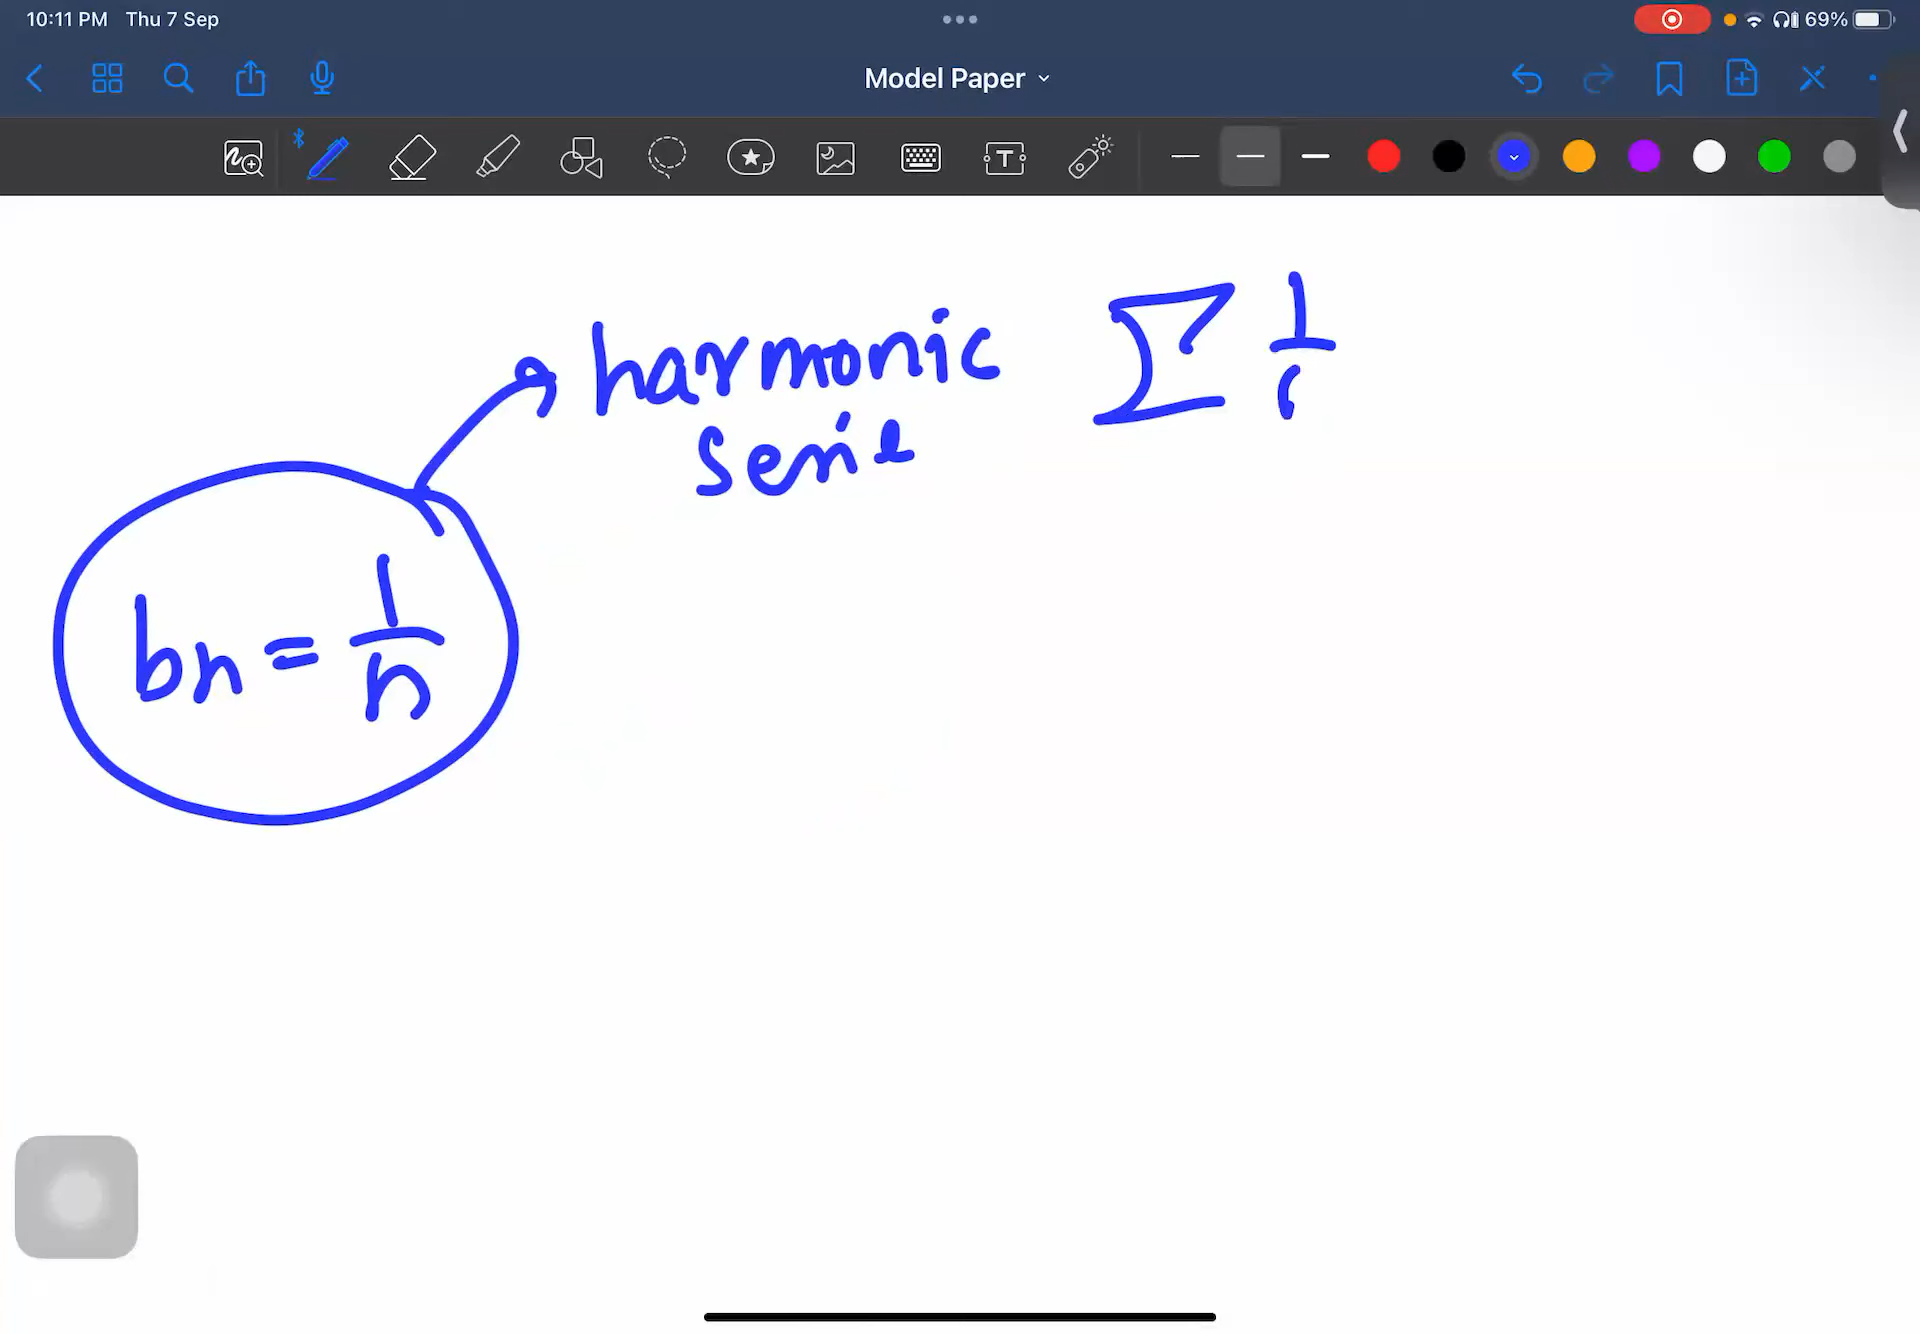 10:11 PM Thu 7 Sep
69%
Model Paper
T
harmonic ∑ 1/
serie
bn = 1/n